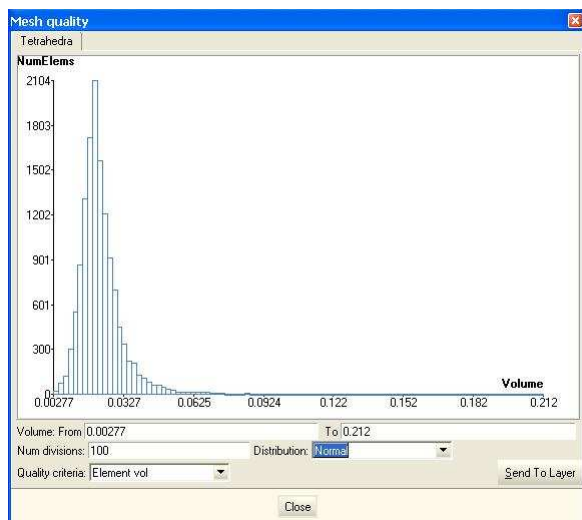 Mesh quality
Tetrahedra
NumElems
2104
1803
1502
1202
901
601
300
0
Volume
0.00277 0.0327 0.0625 0.0924 0.122 0.152 0.182 0.212
Volume: From 0.00277 To 0.212
Num divisions: 100 Distribution: Normal
Quality criteria: Element vol Send To Layer
Close